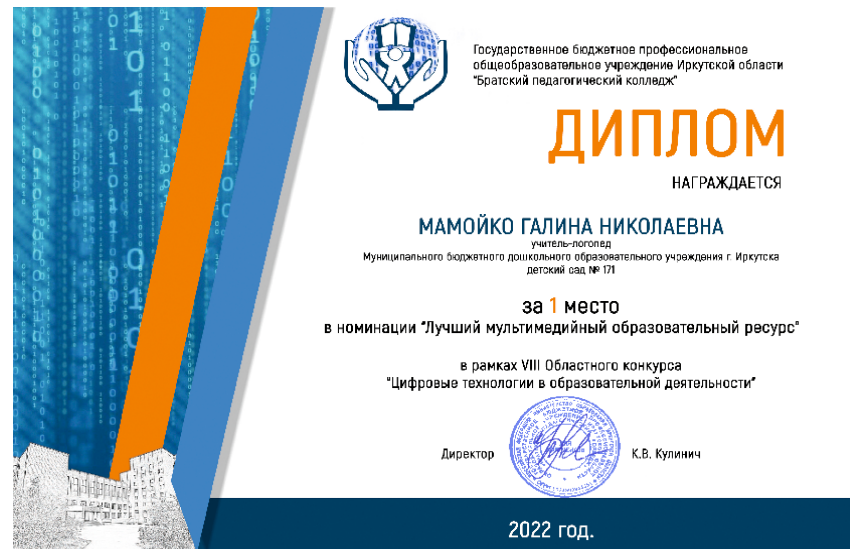 Государственное бюджетное профессиональное
общеобразовательное учреждение Иркутской области
"Братский педагогический колледж"
ДИПЛОМ
НАГРАЖДАЕТСЯ
МАМОЙКО ГАЛИНА НИКОЛАЕВНА
учитель-логопед
Муниципального бюджетного дошкольного образовательного учреждения г. Иркутска
детский сад № 171
за 1 место
в номинации "Лучший мультимедийный образовательный ресурс"
в рамках VIII Областного конкурса
"Цифровые технологии в образовательной деятельности"
Директор К.В. Кулинич
2022 год.